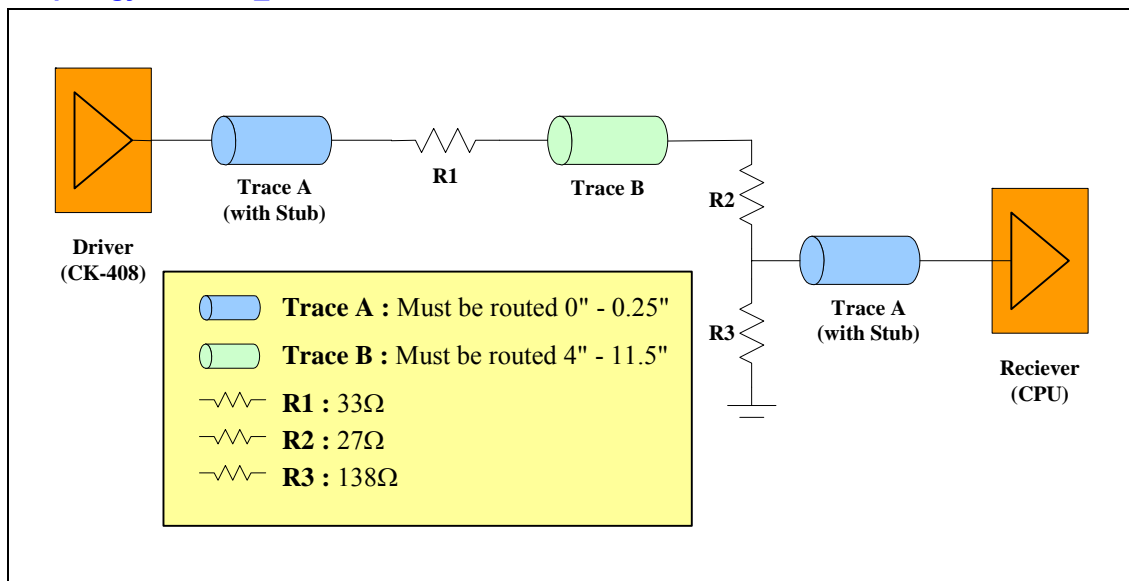 Trace A
(with Stub)
R1
Trace B
R2
Driver
(CK-408)
R3
Trace A
(with Stub)
Reciever
(CPU)
Trace A : Must be routed 0" - 0.25"
Trace B : Must be routed 4" - 11.5"
R1 : 33Ω
R2 : 27Ω
R3 : 138Ω